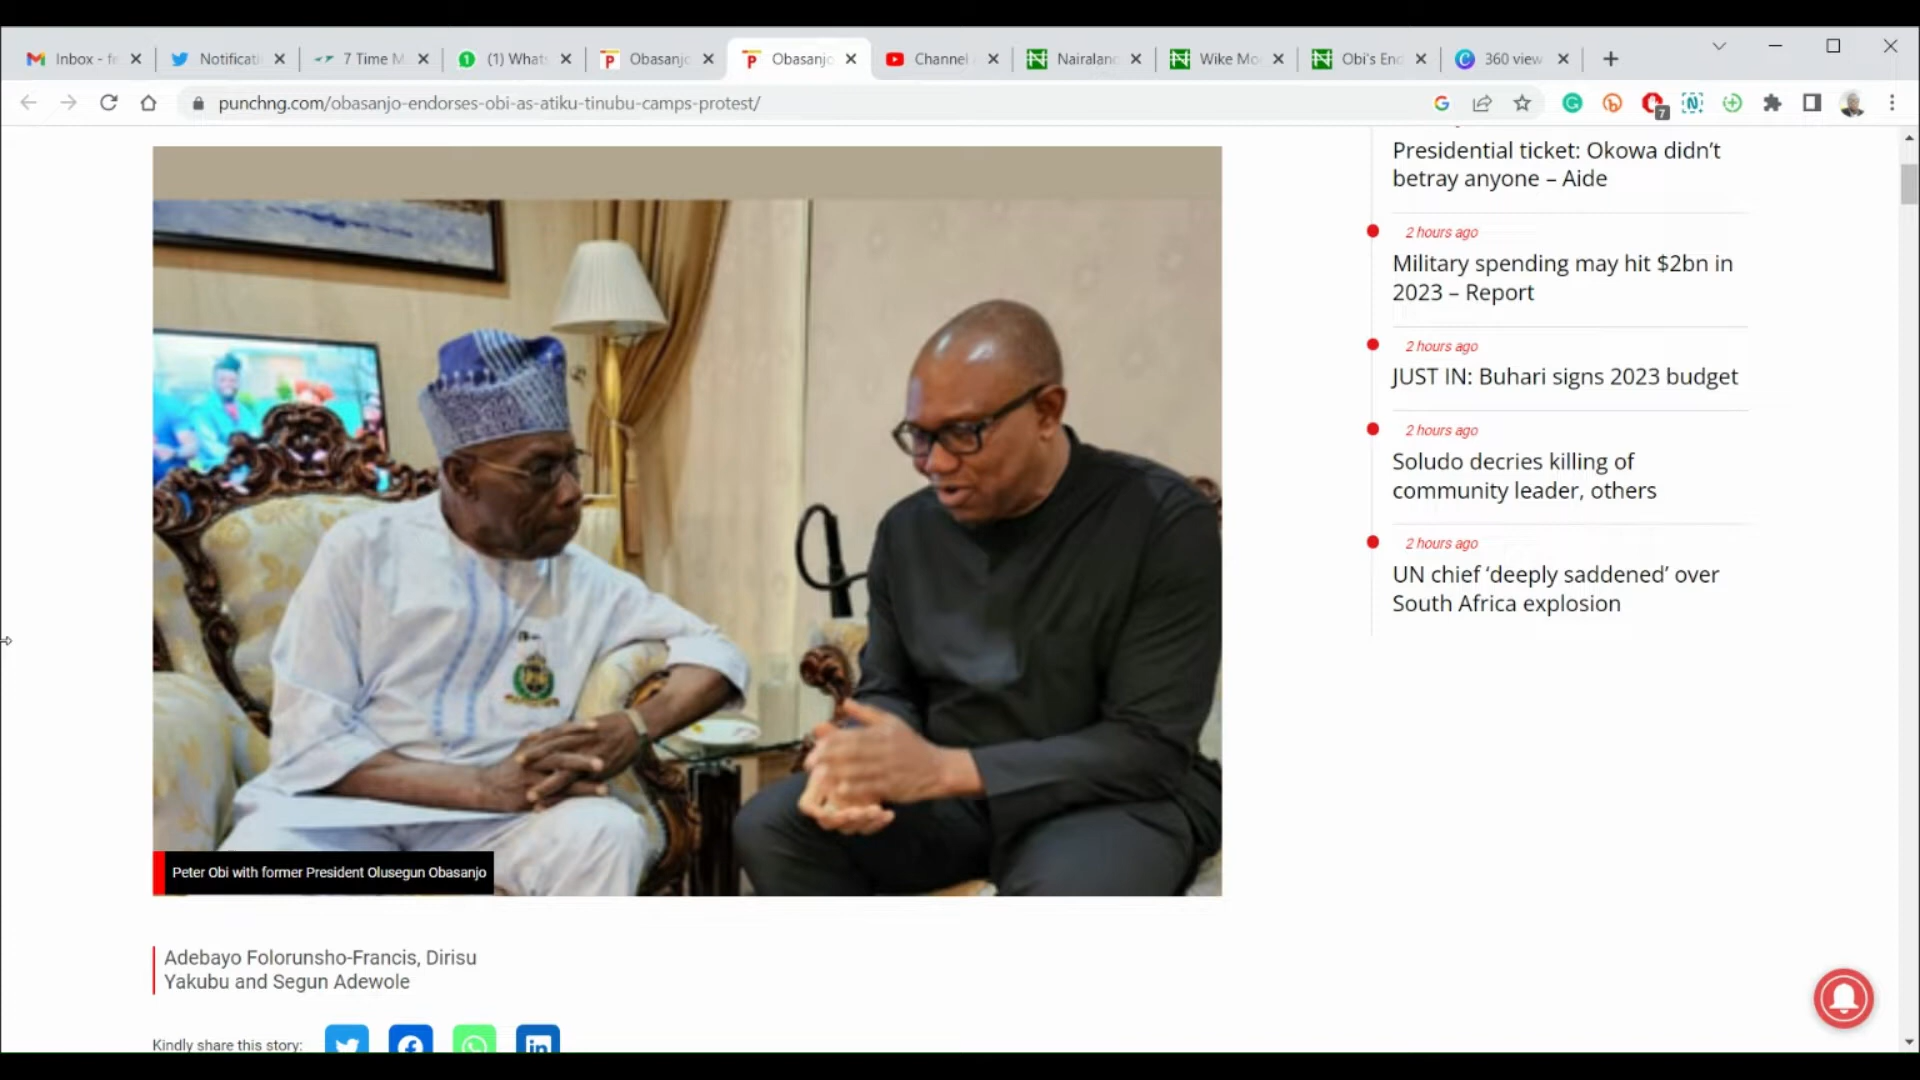 Inbox - fe
Notificati
7 Time M
(1) What
Obasanjo
Obasanjo
Channel
Nairaland
Wike Mo
Obi's End
360 view
punchng.com/obasanjo-endorses-obi-as-atiku-tinubu-camps-protest/
7
Presidential ticket: Okowa didn’t
betray anyone – Aide
2 hours ago
Military spending may hit $2bn in
2023 – Report
2 hours ago
JUST IN: Buhari signs 2023 budget
2 hours ago
Soludo decries killing of
community leader, others
2 hours ago
UN chief ‘deeply saddened’ over
South Africa explosion
Peter Obi with former President Olusegun Obasanjo
Adebayo Folorunsho-Francis, Dirisu
Yakubu and Segun Adewole
Kindly share this story: